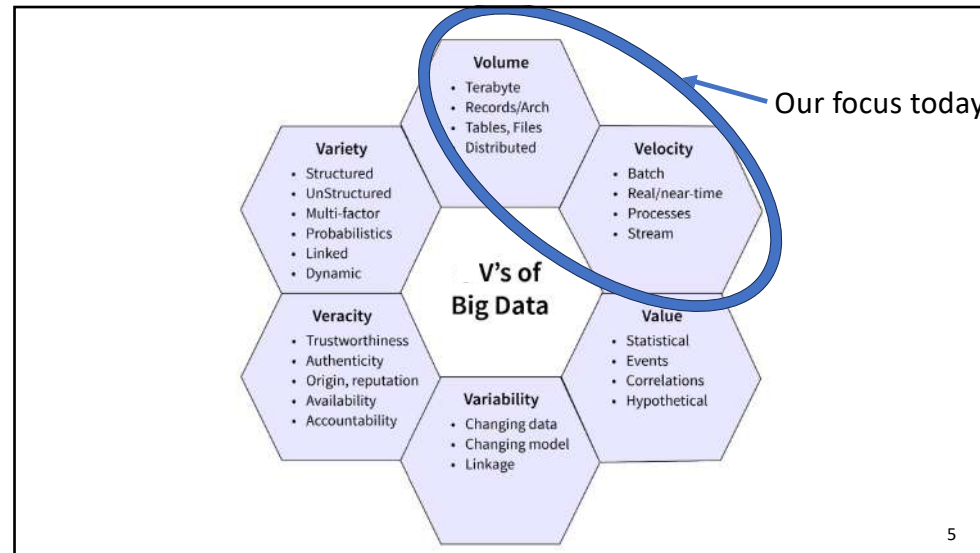 Volume
• Terabyte
• Records/Arch
• Tables, Files
Distributed
Our focus today
Variety
• Structured
• UnStructured
• Multi-factor
• Probabilistics
• Linked
• Dynamic
Velocity
• Batch
• Real/near-time
• Processes
• Stream
V's of
Big Data
Veracity
• Trustworthiness
• Authenticity
• Origin, reputation
• Availability
• Accountability
Value
• Statistical
• Events
• Correlations
• Hypothetical
Variability
• Changing data
• Changing model
• Linkage
5